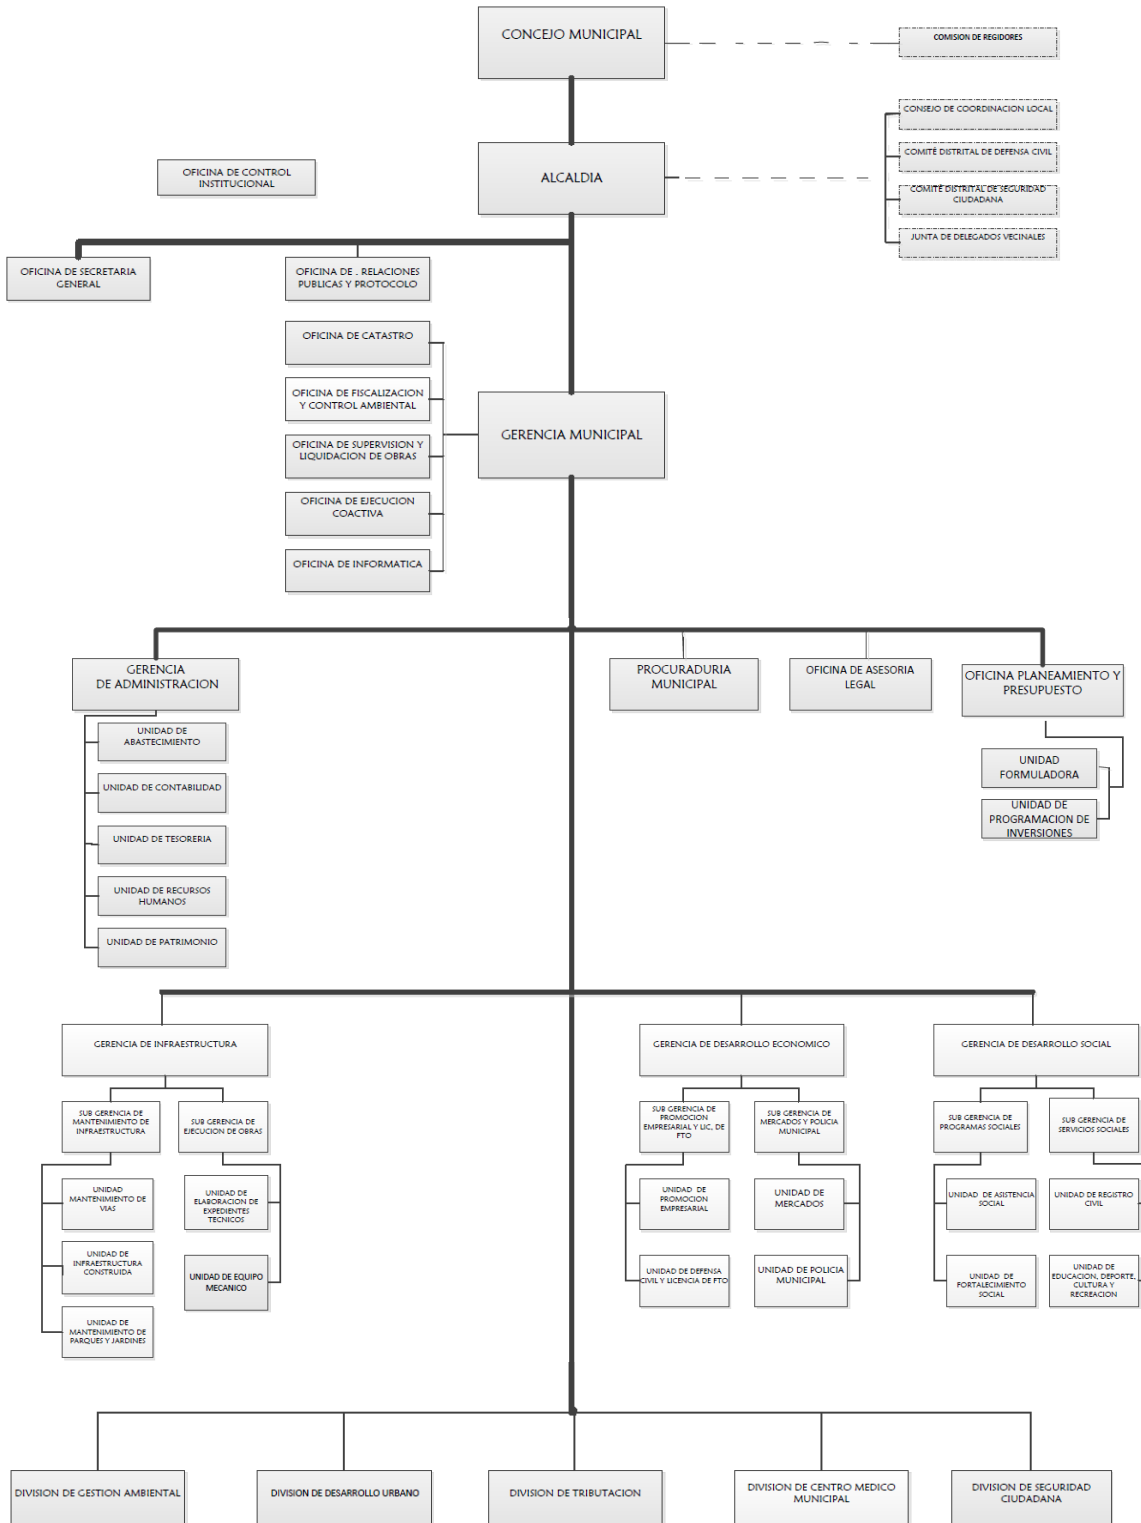 CONCEJO MUNICIPAL
COMISION DE REGIDORES
CONSEJO DE COORDINACION LOCAL
COMITÉ DISTRITAL DE DEFENSA CIVIL
COMITÉ DISTRITAL DE SEGURIDAD
CIUDADANA
JUNTA DE DELEGADOS VECINALES
ALCALDIA
OFICINA DE CONTROL
INSTITUCIONAL
OFICINA DE SECRETARIA
GENERAL
OFICINA DE . RELACIONES
PUBLICAS Y PROTOCOLO
OFICINA DE CATASTRO
OFICINA DE FISCALIZACION
Y CONTROL AMBIENTAL
OFICINA DE SUPERVISION Y
LIQUIDACION DE OBRAS
OFICINA DE EJECUCION
COACTIVA
OFICINA DE INFORMATICA
GERENCIA MUNICIPAL
GERENCIA
DE ADMINISTRACION
UNIDAD DE
ABASTECIMIENTO
UNIDAD DE CONTABILIDAD
UNIDAD DE TESORERIA
UNIDAD DE RECURSOS
HUMANOS
UNIDAD DE PATRIMONIO
PROCURADURIA
MUNICIPAL
OFICINA DE ASESORIA
LEGAL
OFICINA PLANEAMIENTO Y
PRESUPUESTO
UNIDAD
FORMULADORA
UNIDAD DE
PROGRAMACION DE
INVERSIONES
GERENCIA DE INFRAESTRUCTURA
SUB GERENCIA DE
MANTENIMIENTO DE
INFRAESTRUCTURA
UNIDAD
MANTENIMIENTO DE
VIAS
UNIDAD DE
INFRAESTRUCTURA
CONSTRUIDA
UNIDAD DE
MANTENIMIENTO DE
PARQUES Y JARDINES
SUB GERENCIA DE
EJECUCION DE OBRAS
UNIDAD DE
ELABORACION DE
EXPEDIENTES
TECNICOS
UNIDAD DE EQUIPO
MECANICO
GERENCIA DE DESARROLLO ECONOMICO
SUB GERENCIA DE
PROMOCION
EMPRESARIAL Y LIC, DE
FTO
UNIDAD DE
PROMOCION
EMPRESARIAL
UNIDAD DE DEFENSA
CIVIL Y LICENCIA DE FTO
SUB GERENCIA DE
MERCADOS Y POLICIA
MUNICIPAL
UNIDAD DE
MERCADOS
UNIDAD DE POLICIA
MUNICIPAL
GERENCIA DE DESARROLLO SOCIAL
SUB GERENCIA DE
PROGRAMAS SOCIALES
UNIDAD DE ASISTENCIA
SOCIAL
UNIDAD DE
FORTALECIMIENTO
SOCIAL
SUB GERENCIA DE
SERVICIOS SOCIALES
UNIDAD DE REGISTRO
CIVIL
UNIDAD DE
EDUCACION, DEPORTE,
CULTURA Y
RECREACION
DIVISION DE GESTION AMBIENTAL
DIVISION DE DESARROLLO URBANO
DIVISION DE TRIBUTACION
DIVISION DE CENTRO MEDICO
MUNICIPAL
DIVISION DE SEGURIDAD
CIUDADANA